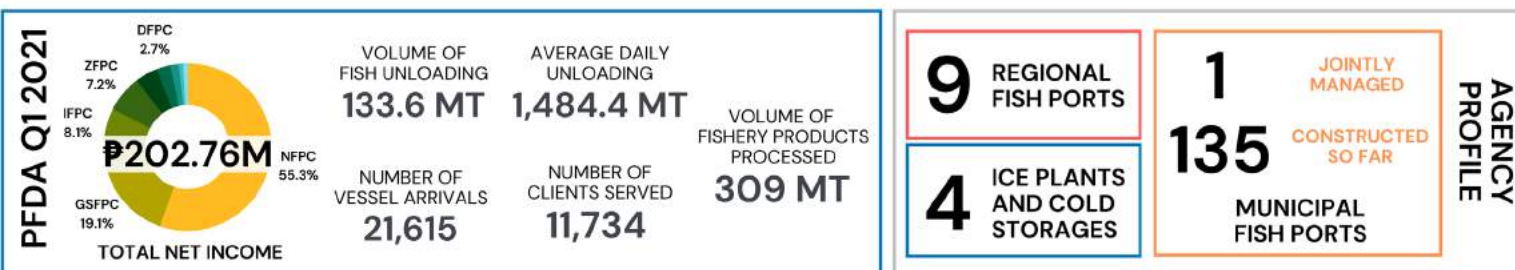 PFDA Q1 2021
DFPC
2.7%
ZFPC
7.2%
IFPC
8.1%
₱202.76M
NFPC
55.3%
GSFPC
19.1%
TOTAL NET INCOME
VOLUME OF
FISH UNLOADING
133.6 MT
AVERAGE DAILY
UNLOADING
1,484.4 MT
NUMBER OF
VESSEL ARRIVALS
21,615
NUMBER OF
CLIENTS SERVED
11,734
VOLUME OF
FISHERY PRODUCTS
PROCESSED
309 MT
9
REGIONAL
FISH PORTS
4
ICE PLANTS
AND COLD
STORAGES
1
JOINTLY
MANAGED
135
CONSTRUCTED
SO FAR
MUNICIPAL
FISH PORTS
AGENCY
PROFILE